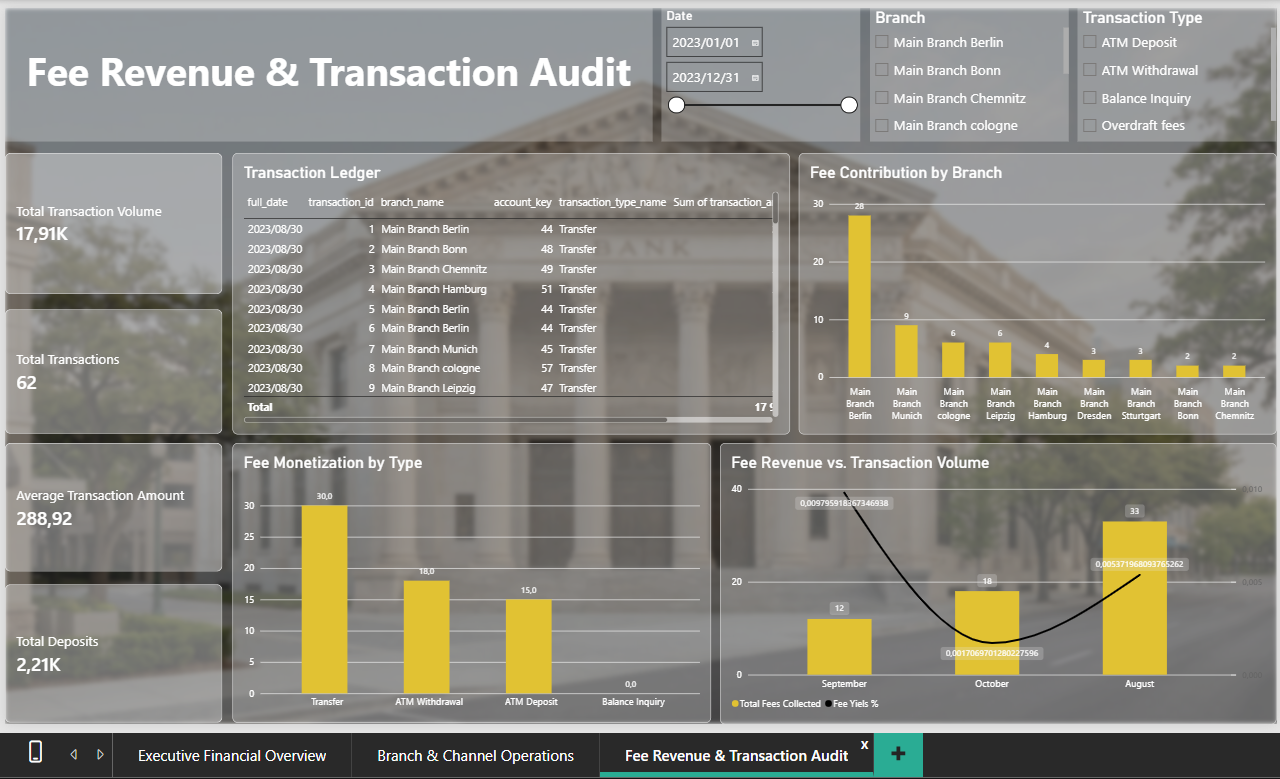 Fee Revenue & Transaction Audit
Date
2023/01/01
2023/12/31
Branch
Main Branch Berlin
Main Branch Bonn
Main Branch Chemnitz
Main Branch cologne
Transaction Type
ATM Deposit
ATM Withdrawal
Balance Inquiry
Overdraft fees
Total Transaction Volume
17,91K
Total Transactions
62
Average Transaction Amount
288,92
Total Deposits
2,21K
Transaction Ledger
full_date transaction_id branch_name account_key transaction_type_name Sum of transaction_a
2023/08/30 1 Main Branch Berlin 44 Transfer
2023/08/30 2 Main Branch Bonn 48 Transfer
2023/08/30 3 Main Branch Chemnitz 49 Transfer
2023/08/30 4 Main Branch Hamburg 51 Transfer
2023/08/30 5 Main Branch Berlin 44 Transfer
2023/08/30 6 Main Branch Berlin 44 Transfer
2023/08/30 7 Main Branch Munich 45 Transfer
2023/08/30 8 Main Branch cologne 57 Transfer
2023/08/30 9 Main Branch Leipzig 47 Transfer
Total 17 9
BANK
Fee Contribution by Branch
30
20
10
0
28
9
6
6
4
3
3
2
2
Main Branch Berlin
Main Branch Munich
Main Branch cologne
Main Branch Leipzig
Main Branch Hamburg
Main Branch Dresden
Main Branch Stturtgart
Main Branch Bonn
Main Branch Chemnitz
Fee Monetization by Type
30
25
20
15
10
5
0
30,0
18,0
15,0
0,0
Transfer
ATM Withdrawal
ATM Deposit
Balance Inquiry
Fee Revenue vs. Transaction Volume
40
20
0
0,010
0,005
0,000
0,009795918367346938
12
18
33
0,0017069701280227596
0,005371968093765262
September
October
August
Total Fees Collected Fee Yiels %
Executive Financial Overview
Branch & Channel Operations
Fee Revenue & Transaction Audit
x
+